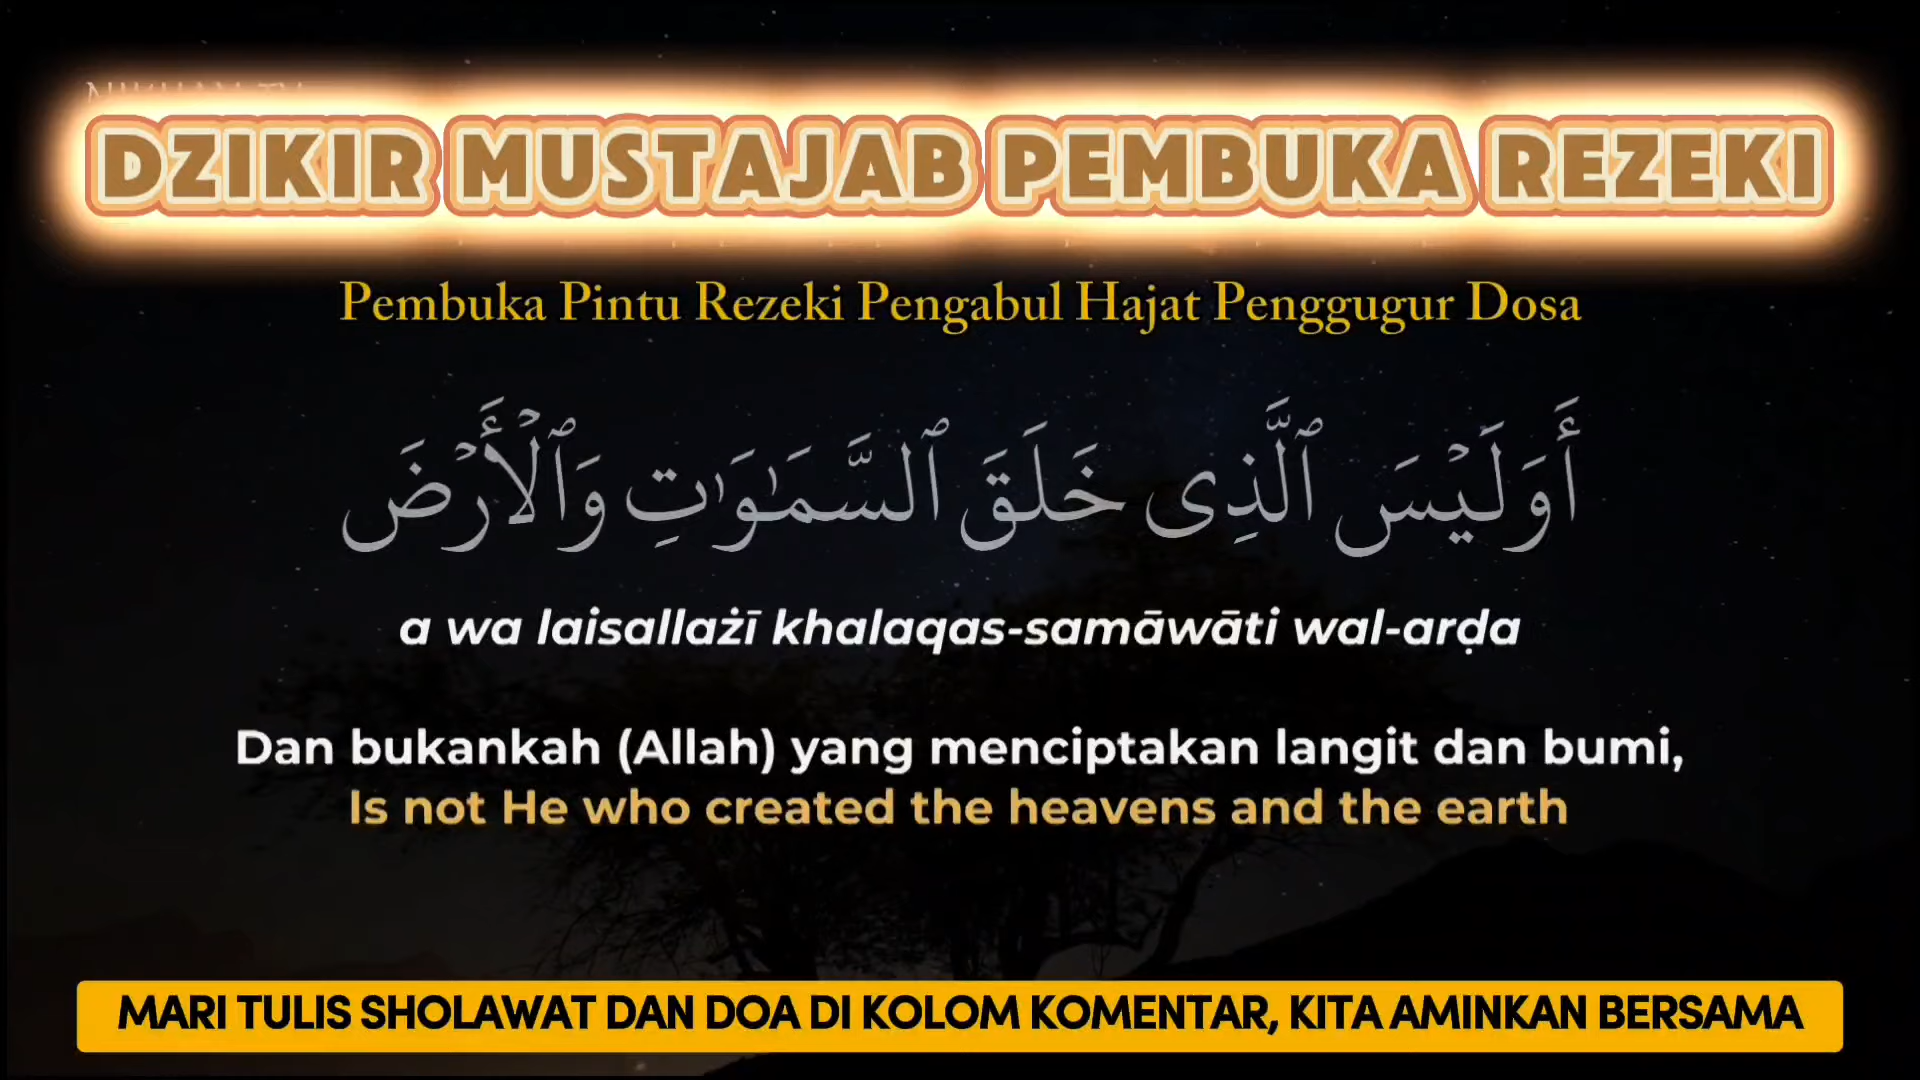 DZIKIR MUSTAJAB PEMBUKA REZEKI
Pembuka Pintu Rezeki Pengabul Hajat Penggugur Dosa
أَوَلَيْسَ ٱلَّذِى خَلَقَ ٱلسَّمَٰوَٰتِ وَٱلْأَرْضَ
a wa laisallażī khalaqas-samāwāti wal-arḍa
Dan bukankah (Allah) yang menciptakan langit dan bumi,
Is not He who created the heavens and the earth
MARI TULIS SHOLAWAT DAN DOA DI KOLOM KOMENTAR, KITA AMINKAN BERSAMA